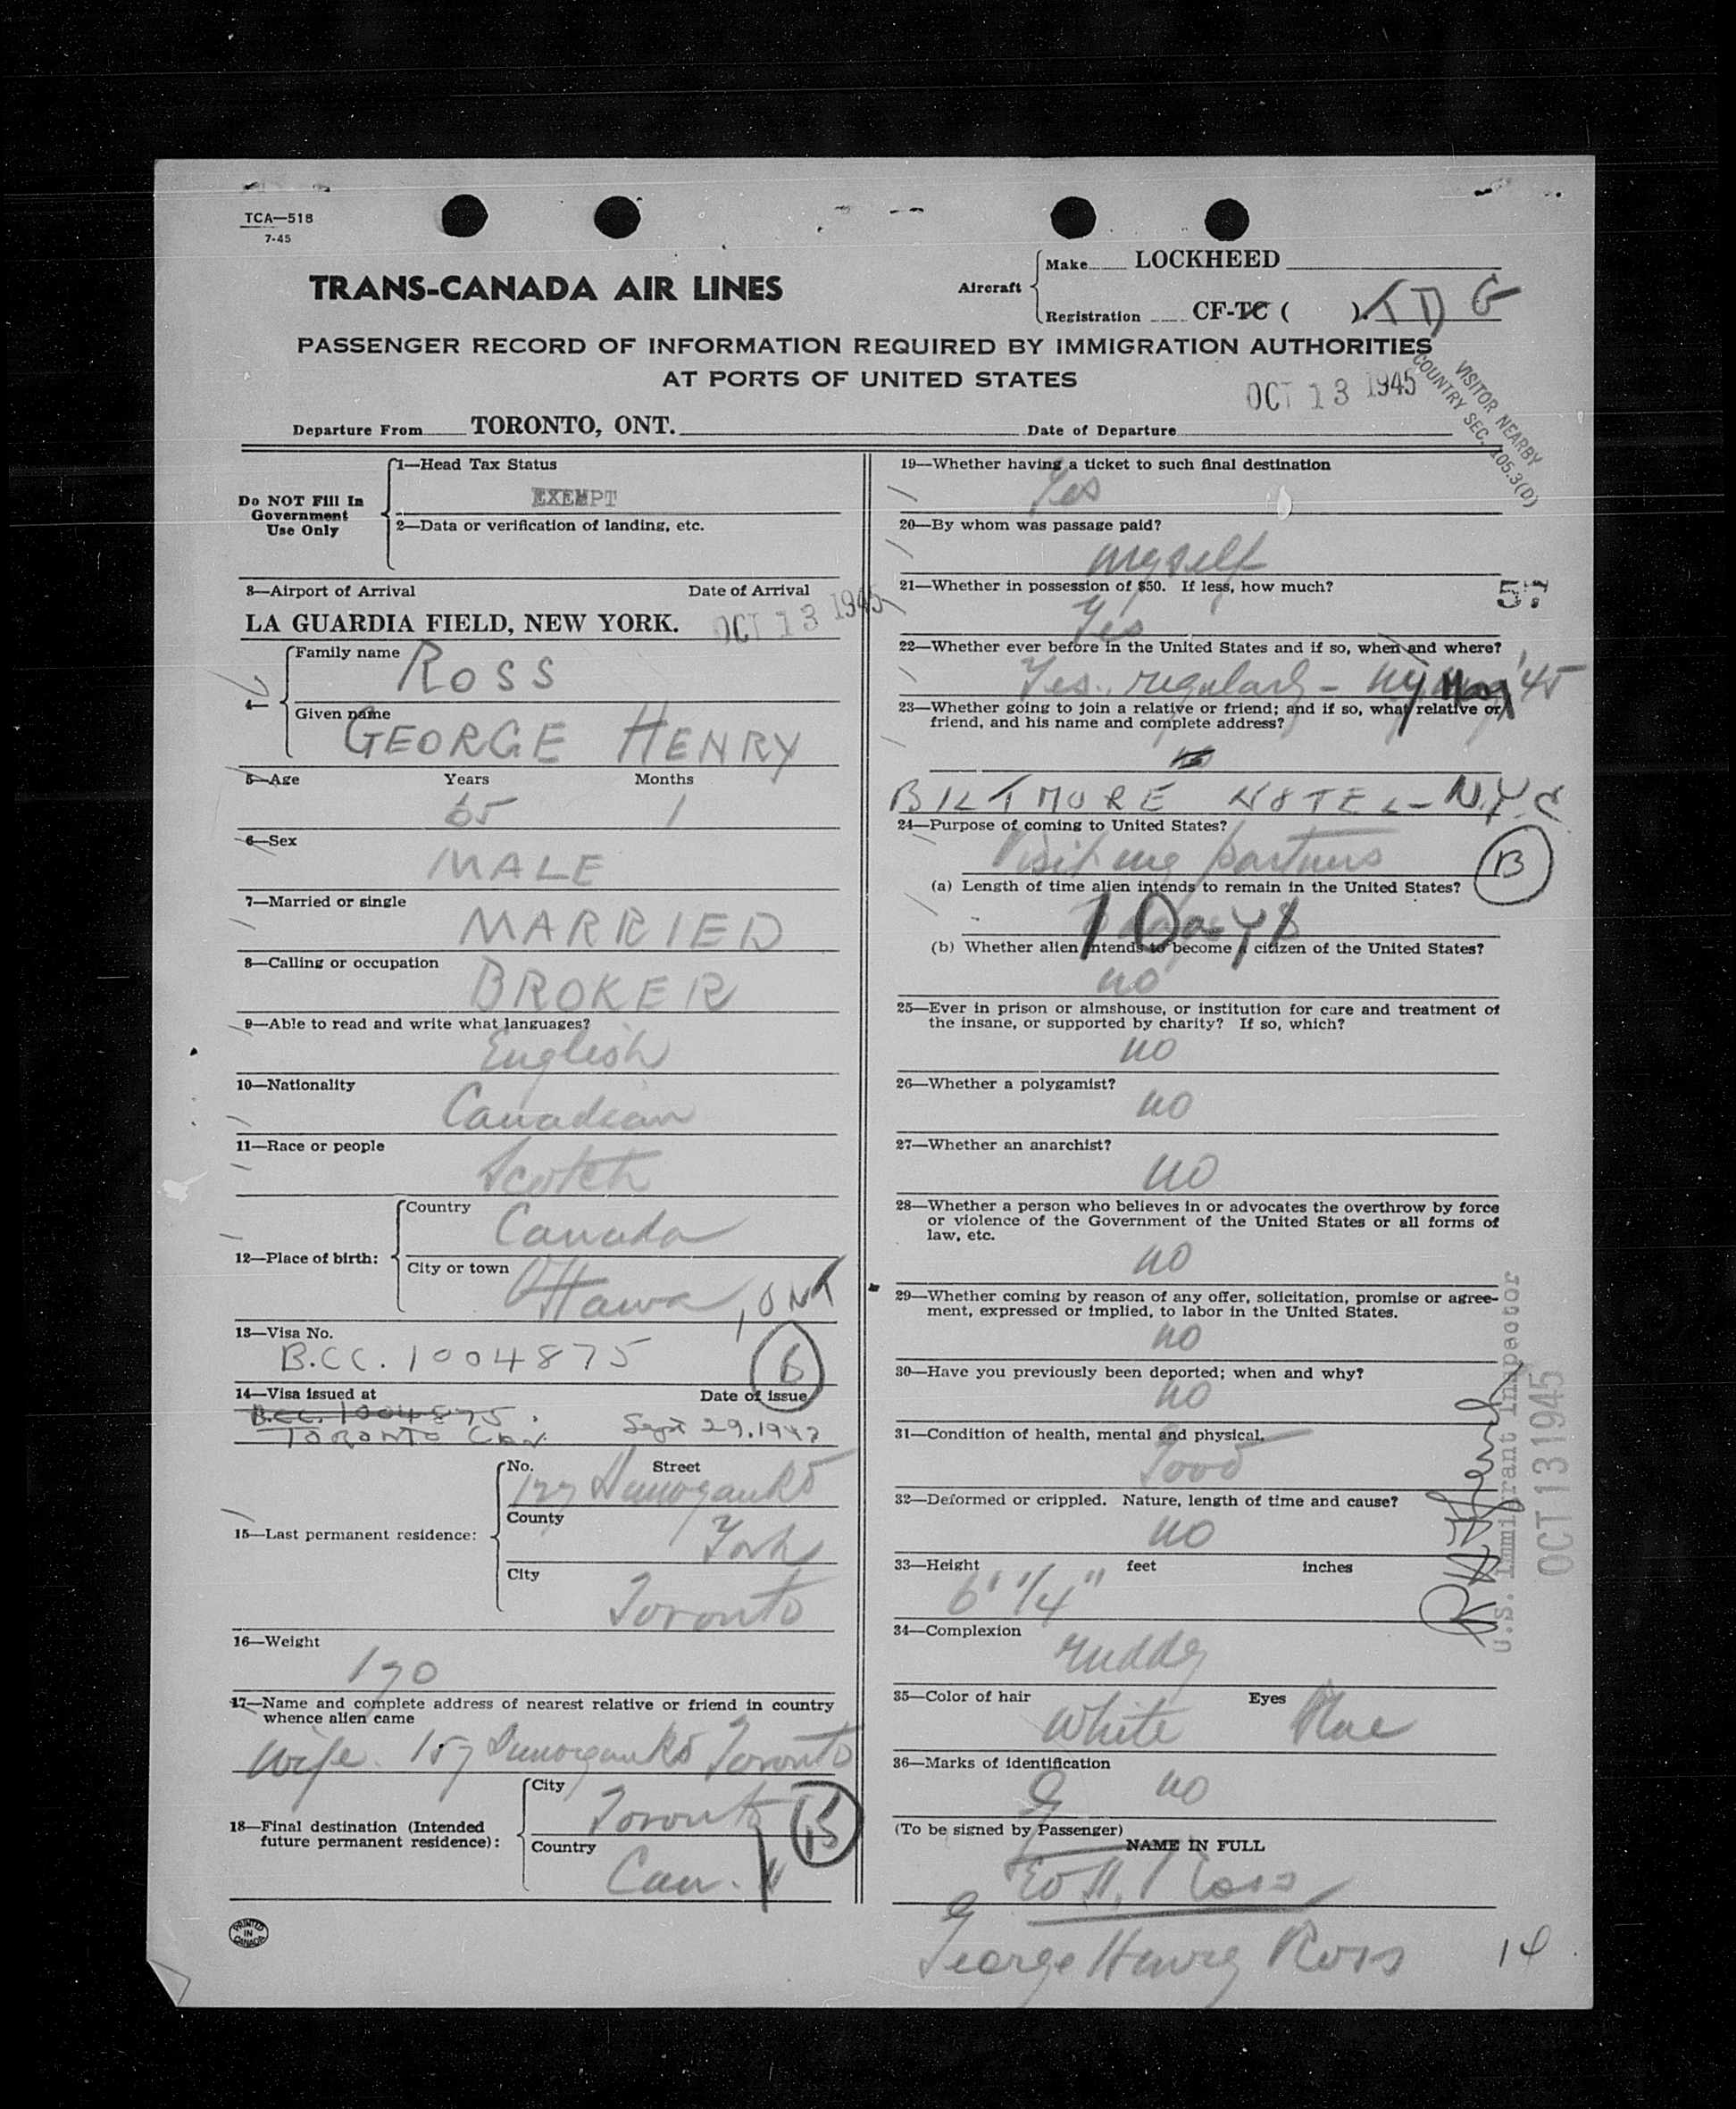 TCA—518
7-45
TRANS-CANADA AIR LINES
Aircraft
Make LOCKHEED
Registration CF-TC ( ). TDG
PASSENGER RECORD OF INFORMATION REQUIRED BY IMMIGRATION AUTHORITIES
AT PORTS OF UNITED STATES
OCT 13 1945
VISITOR NEARBY
COUNTRY SEC. 105.3(D)
Departure From TORONTO, ONT. Date of Departure
Do NOT Fill In
Government
Use Only
1—Head Tax Status
EXEMPT
2—Data or verification of landing, etc.
3—Airport of Arrival Date of Arrival
LA GUARDIA FIELD, NEW YORK. OCT 13 1945
4—
Family name ROSS
Given name
GEORGE HENRY
5—Age Years Months
65 1
6—Sex
MALE
7—Married or single
MARRIED
8—Calling or occupation
BROKER
9—Able to read and write what languages?
English
10—Nationality
Canadian
11—Race or people
Scotch
12—Place of birth:
Country
Canada
City or town
Ottawa, ONT
13—Visa No.
B.C.C. 1004875
6
14—Visa issued at Date of issue
B.C.C. 1004875
TORONTO CAN. Sept 29, 1942
15—Last permanent residence:
No. Street
County
York
City
Toronto
16—Weight
170
17—Name and complete address of nearest relative or friend in country
whence alien came
Wife. 157 Toronto
18—Final destination (Intended
future permanent residence):
City
Toronto
15
Country
Can.
PRINTED
IN
CANADA
19—Whether having a ticket to such final destination
Yes
20—By whom was passage paid?
myself
21—Whether in possession of $50. If less, how much?
57
Yes
22—Whether ever before in the United States and if so, when and where?
Yes. regularly - NY '45
23—Whether going to join a relative or friend; and if so, what relative or
friend, and his name and complete address?
BILTMORE HOTEL - N.Y.C
24—Purpose of coming to United States?
Visiting partners
B
(a) Length of time alien intends to remain in the United States?
1 Day
(b) Whether alien intends to become a citizen of the United States?
no
25—Ever in prison or almshouse, or institution for care and treatment of
the insane, or supported by charity? If so, which?
no
26—Whether a polygamist?
no
27—Whether an anarchist?
no
28—Whether a person who believes in or advocates the overthrow by force
or violence of the Government of the United States or all forms of
law, etc.
no
29—Whether coming by reason of any offer, solicitation, promise or agree-
ment, expressed or implied, to labor in the United States.
no
30—Have you previously been deported; when and why?
no
31—Condition of health, mental and physical.
Good
32—Deformed or crippled. Nature, length of time and cause?
no
33—Height feet inches
6' 1/4"
34—Complexion
ruddy
35—Color of hair Eyes
White Blue
36—Marks of identification
no
(To be signed by Passenger)
NAME IN FULL
Geo H. Ross
George Henry Ross
14
U.S. Immigrant Inspector
OCT 13 1945